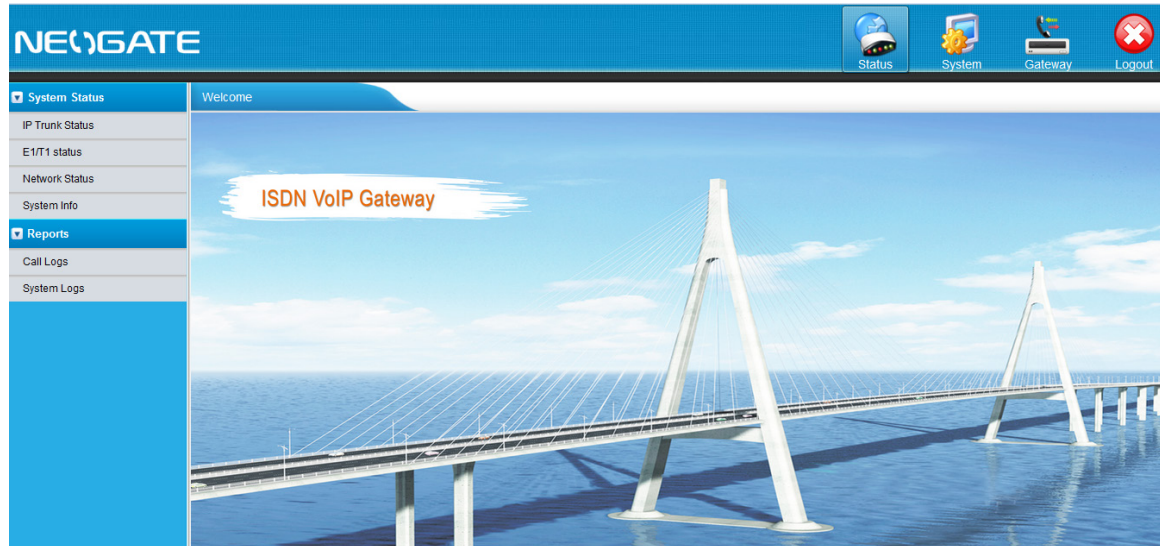 NEOGATE
Status
System
Gateway
Logout
System Status
Welcome
IP Trunk Status
E1/T1 status
Network Status
System Info
Reports
Call Logs
System Logs
ISDN VoIP Gateway